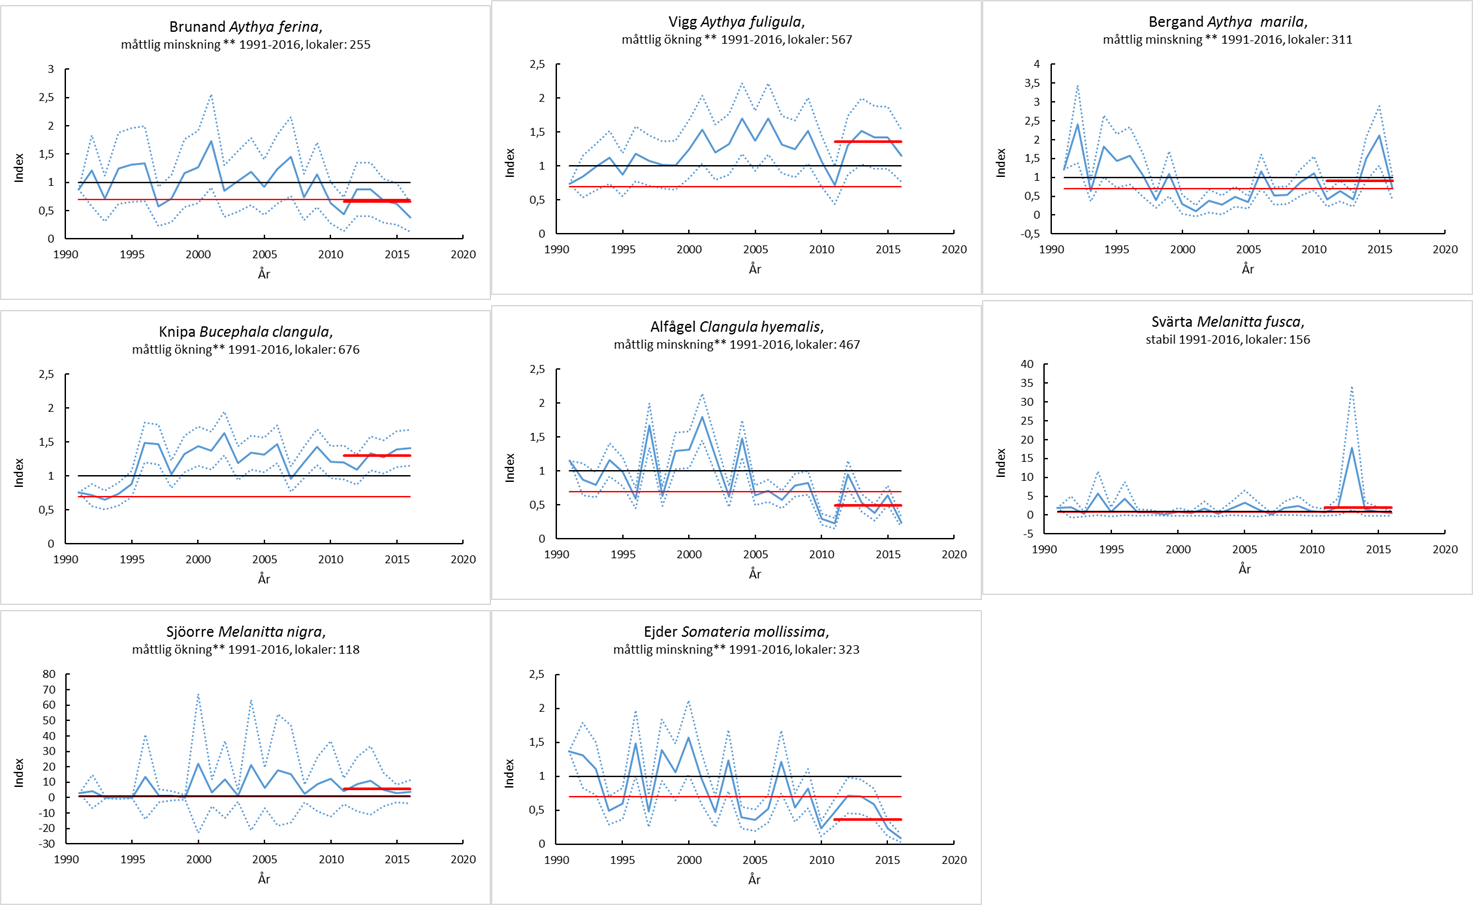 Brunand Aythya ferina,
måttlig minskning ** 1991-2016, lokaler: 255
3
2,5
2
1,5
1
0,5
0
Index
1990 1995 2000 2005 2010 2015 2020
År
Vigg Aythya fuligula,
måttlig ökning ** 1991-2016, lokaler: 567
2,5
2
1,5
1
0,5
0
Index
1990 1995 2000 2005 2010 2015 2020
År
Bergand Aythya marila,
måttlig minskning ** 1991-2016, lokaler: 311
4
3,5
3
2,5
2
1,5
1
0,5
0
-0,5
Index
1990 1995 2000 2005 2010 2015 2020
År
Knipa Bucephala clangula,
måttlig ökning** 1991-2016, lokaler: 676
2,5
2
1,5
1
0,5
0
Index
1990 1995 2000 2005 2010 2015 2020
År
Alfågel Clangula hyemalis,
måttlig minskning** 1991-2016, lokaler: 467
2,5
2
1,5
1
0,5
0
Index
1990 1995 2000 2005 2010 2015 2020
År
Svärta Melanitta fusca,
stabil 1991-2016, lokaler: 156
40
35
30
25
20
15
10
5
0
-5
Index
1990 1995 2000 2005 2010 2015 2020
År
Sjöorre Melanitta nigra,
måttlig ökning** 1991-2016, lokaler: 118
80
70
60
50
40
30
20
10
0
-10
-20
-30
Index
1990 1995 2000 2005 2010 2015 2020
År
Ejder Somateria mollissima,
måttlig minskning** 1991-2016, lokaler: 323
2,5
2
1,5
1
0,5
0
Index
1990 1995 2000 2005 2010 2015 2020
År